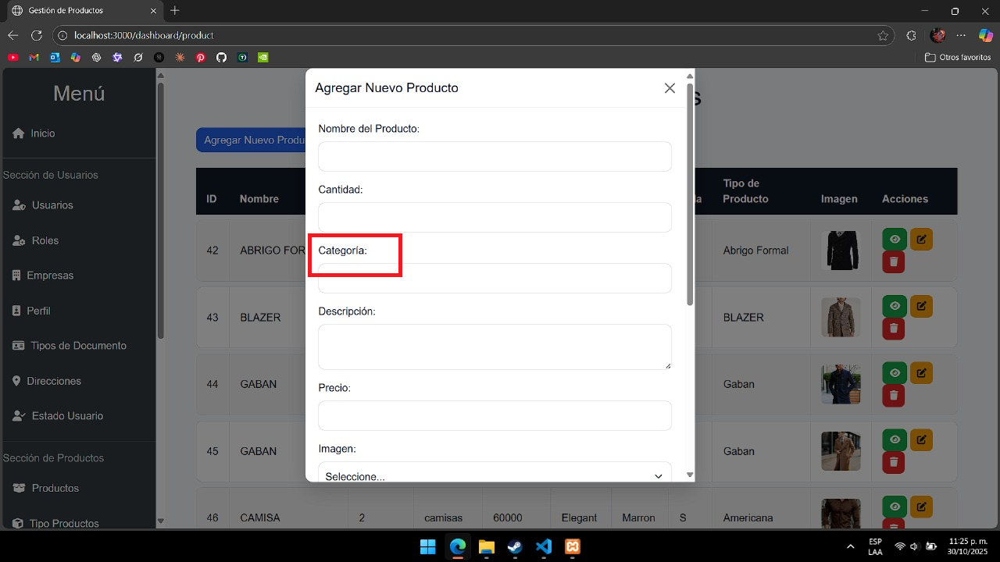 Gestión de Productos
localhost:3000/dashboard/product
Otros favoritos
Menú
Inicio
Sección de Usuarios
Usuarios
Roles
Empresas
Perfil
Tipos de Documento
Direcciones
Estado Usuario
Sección de Productos
Productos
Tipo Productos
s
Agregar Nuevo Produ
Agregar Nuevo Producto
Nombre del Producto:
Cantidad:
Categoría:
Descripción:
Precio:
Imagen:
Seleccione...
ID Nombre a Tipo de Producto Imagen Acciones
42 ABRIGO FOR Abrigo Formal
43 BLAZER BLAZER
44 GABAN Gaban
45 GABAN Gaban
46 CAMISA 2 camisas 60000 Elegant Marron S Americana
ESP
LAA
11:25 p. m.
30/10/2025